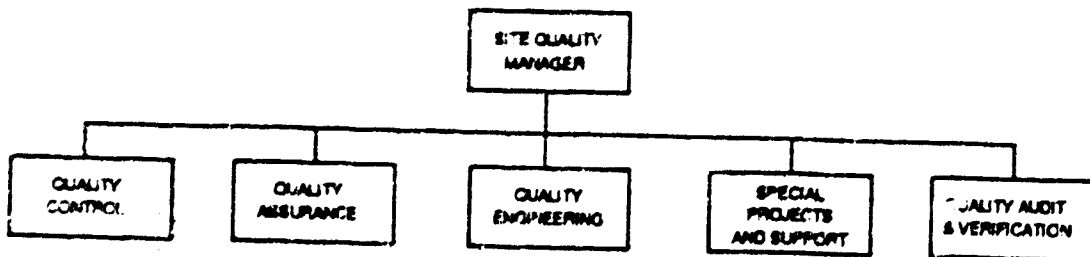 SITE QUALITY
MANAGER
QUALITY
CONTROL
QUALITY
ASSURANCE
QUALITY
ENGINEERING
SPECIAL
PROJECTS
AND SUPPORT
QUALITY AUDIT
& VERIFICATION